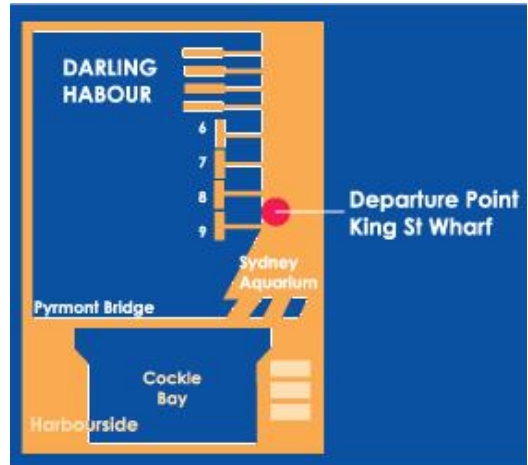 DARLING
HABOUR
6
7
8
9
Departure Point
King St Wharf
Sydney
Aquarium
Pyrmont Bridge
Cockle
Bay
Harbourside